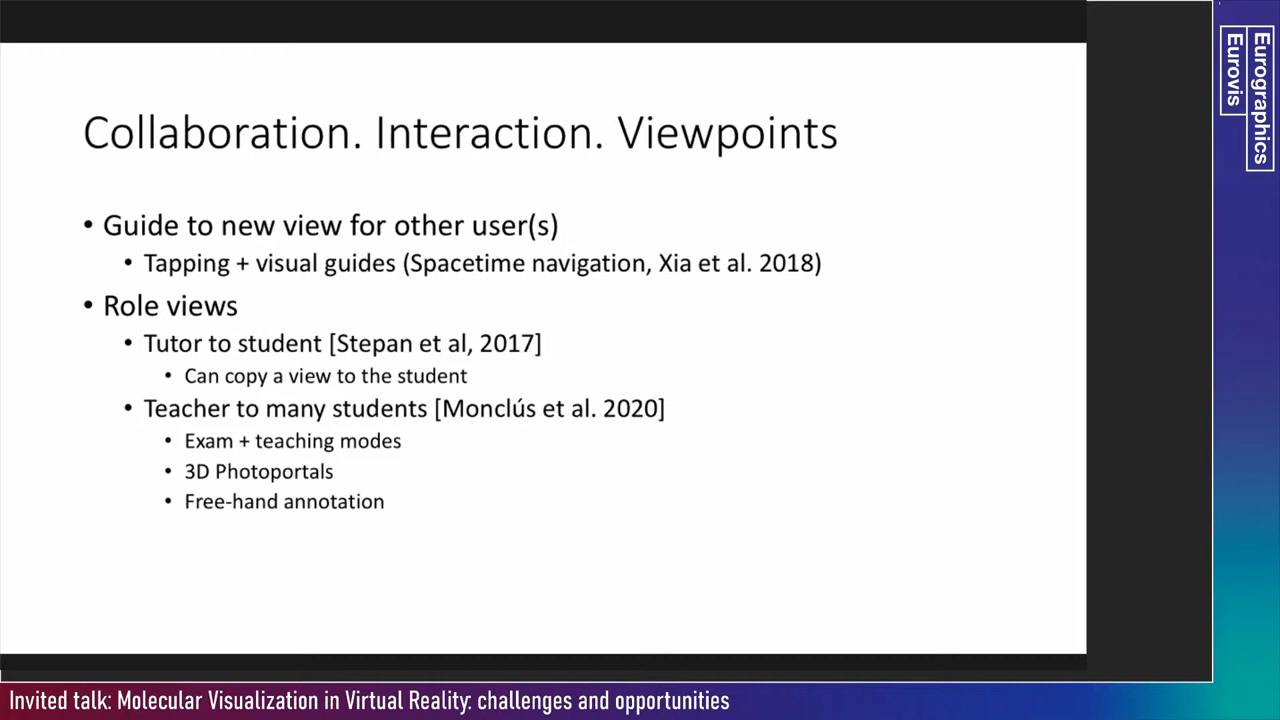 Collaboration. Interaction. Viewpoints
• Guide to new view for other user(s)
• Tapping + visual guides (Spacetime navigation, Xia et al. 2018)
• Role views
• Tutor to student [Stepan et al, 2017]
• Can copy a view to the student
• Teacher to many students [Monclús et al. 2020]
• Exam + teaching modes
• 3D Photoportals
• Free-hand annotation
Eurographics
Eurovis
Invited talk: Molecular Visualization in Virtual Reality: challenges and opportunities